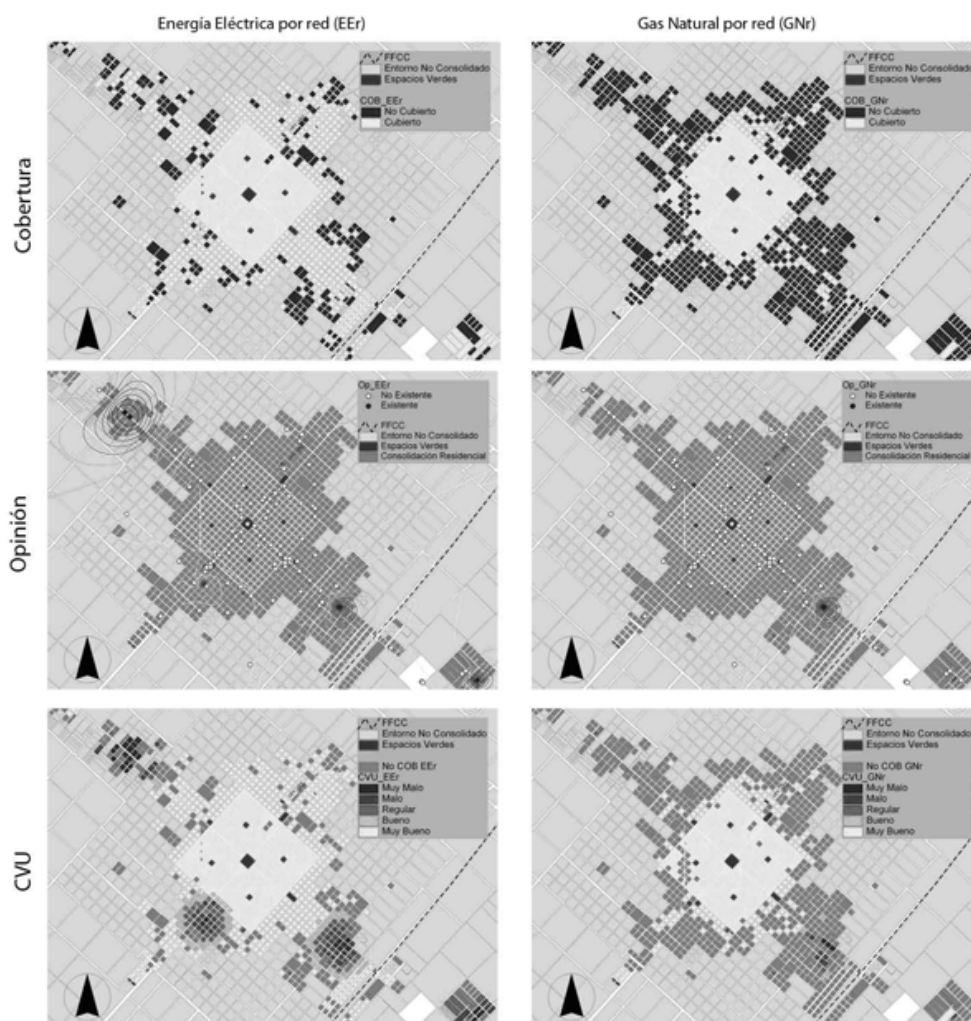 Energía Eléctrica por red (EEr)
Gas Natural por red (GNr)
Cobertura
FFCC
Entorno No Consolidado
Espacios Verdes
COB_EEr
No Cubierto
Cubierto
FFCC
Entorno No Consolidado
Espacios Verdes
COB_GNr
No Cubierto
Cubierto
Opinión
Op_EEr
No Existente
Existente
FFCC
Entorno No Consolidado
Espacios Verdes
Consolidación Residencial
Op_GNr
No Existente
Existente
FFCC
Entorno No Consolidado
Espacios Verdes
Consolidación Residencial
CVU
FFCC
Entorno No Consolidado
Espacios Verdes
No COB EEr
CVU_EEr
Muy Malo
Malo
Regular
Bueno
Muy Bueno
FFCC
Entorno No Consolidado
Espacios Verdes
No COB GNr
CVU_GNr
Muy Malo
Malo
Regular
Bueno
Muy Bueno